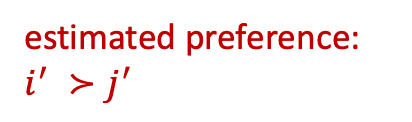 estimated preference:
i′ ≻ j′